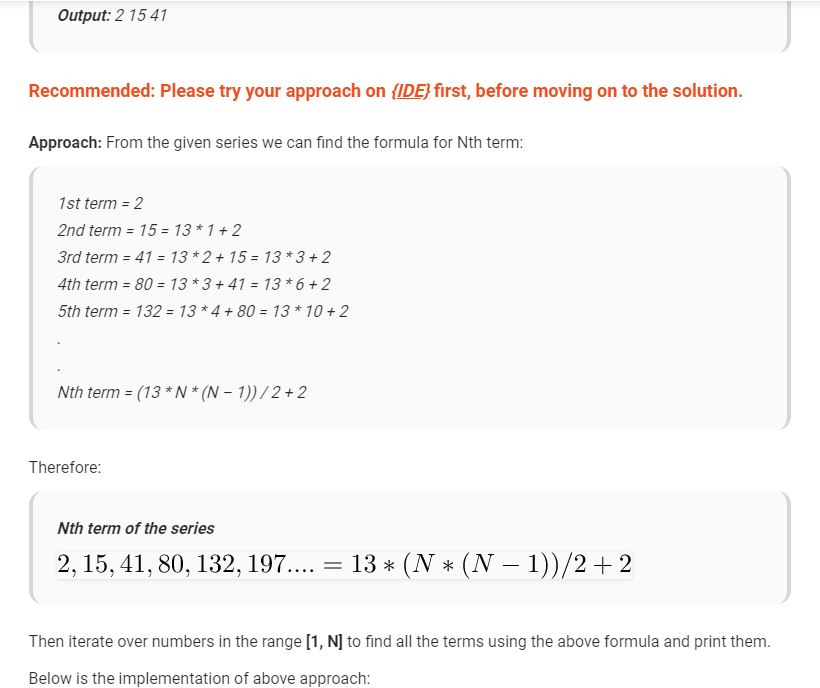 Output: 2 15 41
Recommended: Please try your approach on {IDE} first, before moving on to the solution.
Approach: From the given series we can find the formula for Nth term:
1st term = 2
2nd term = 15 = 13 * 1 + 2
3rd term = 41 = 13 * 2 + 15 = 13 * 3 + 2
4th term = 80 = 13 * 3 + 41 = 13 * 6 + 2
5th term = 132 = 13 * 4 + 80 = 13 * 10 + 2
.
.
Nth term = (13 * N * (N – 1)) / 2 + 2
Therefore:
Nth term of the series
2, 15, 41, 80, 132, 197.... = 13 * (N * (N − 1))/2 + 2
Then iterate over numbers in the range [1, N] to find all the terms using the above formula and print them.
Below is the implementation of above approach: